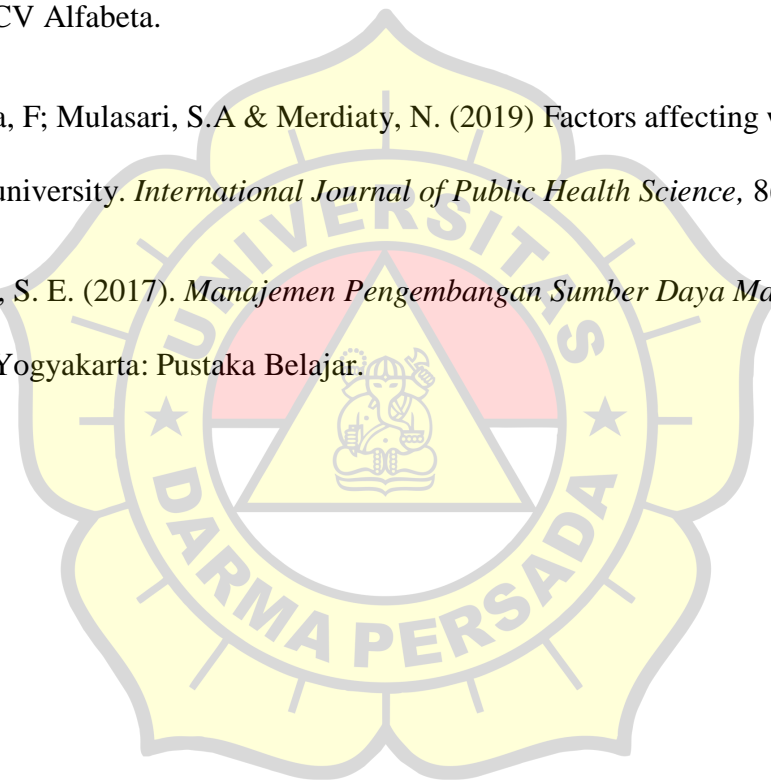 CV Alfabeta.
a, F; Mulasari, S.A & Merdiaty, N. (2019) Factors affecting
university. International Journal of Public Health Science, 8(
, S. E. (2017). Manajemen Pengembangan Sumber Daya Ma
Yogyakarta: Pustaka Belajar.
UNIVERSITAS
DARMA PERSADA